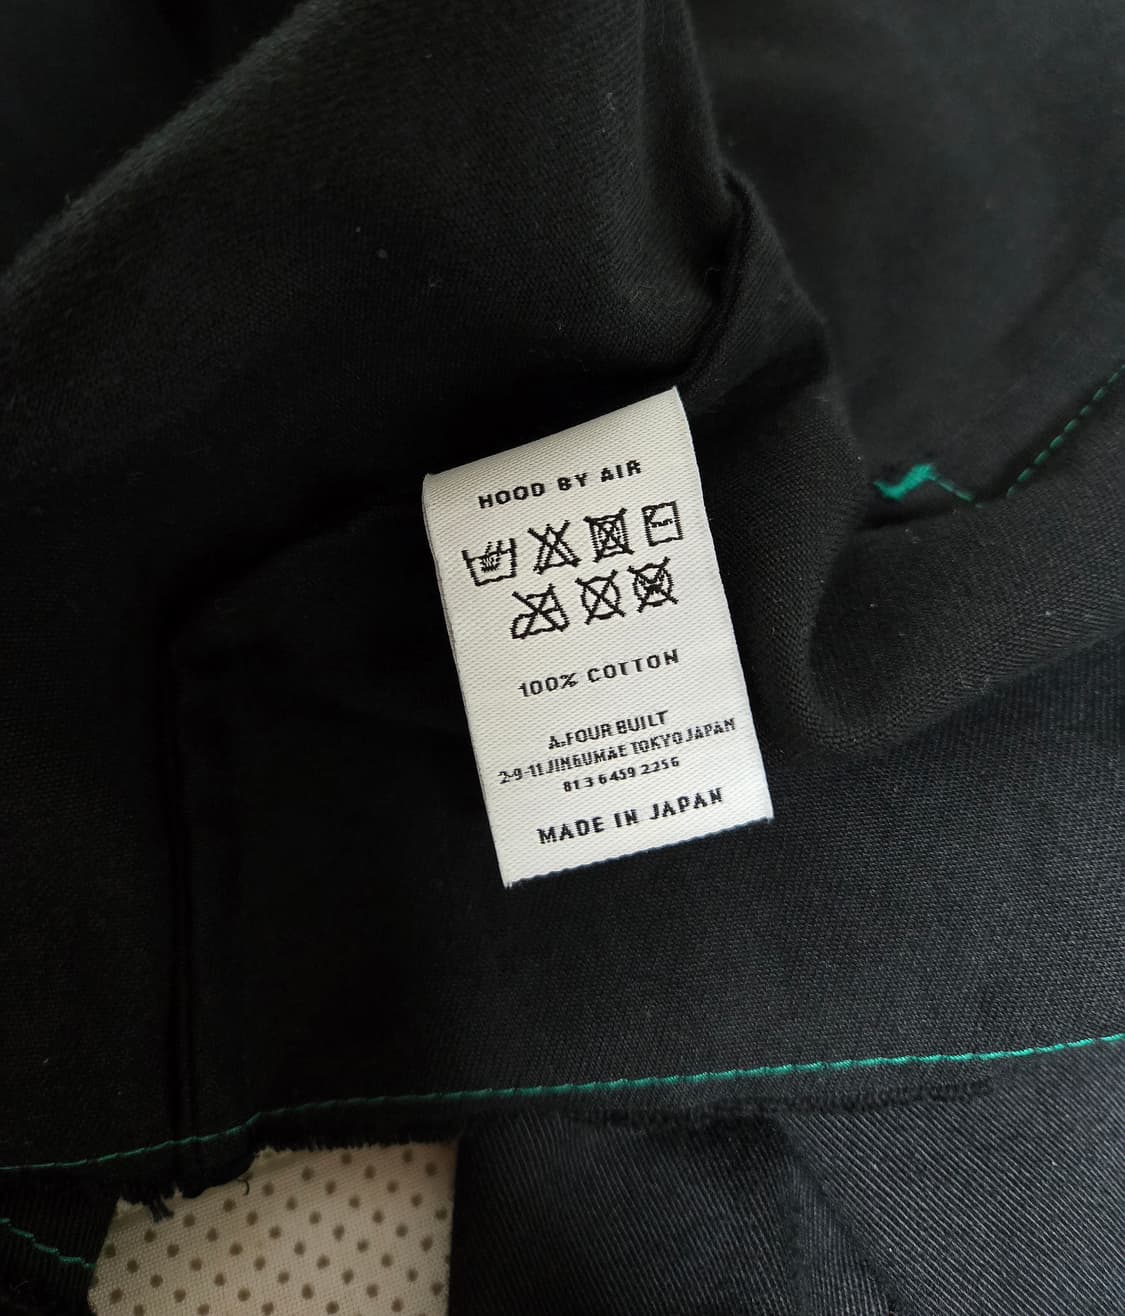 HOOD BY AIR
100% COTTON
A.FOUR BUILT
2-9-11 JINGUMAE TOKYO JAPAN
81 3 6459 2256
MADE IN JAPAN